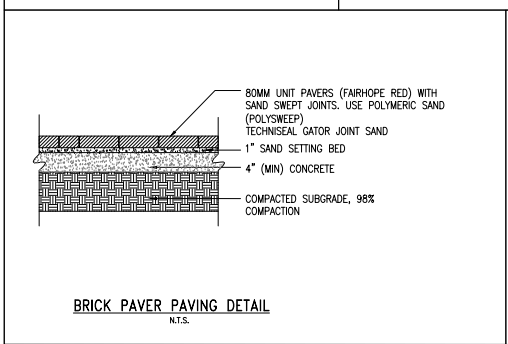 80MM UNIT PAVERS (FAIRHOPE RED) WITH
SAND SWEPT JOINTS. USE POLYMERIC SAND
(POLYSWEEP)
TECHNISEAL GATOR JOINT SAND
1" SAND SETTING BED
4" (MIN) CONCRETE
COMPACTED SUBGRADE, 98%
COMPACTION
BRICK PAVER PAVING DETAIL
N.T.S.